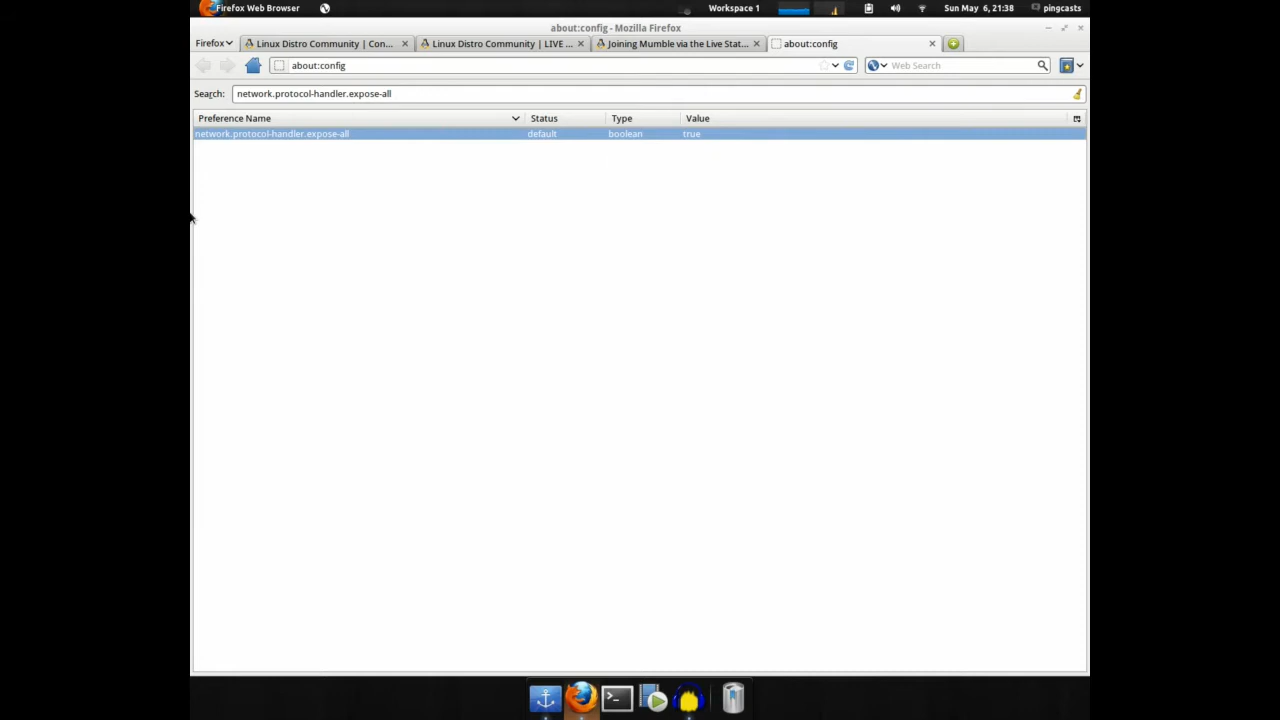 Firefox Web Browser Workspace 1 Sun May 6, 21:38 pingcasts
about:config - Mozilla Firefox
Firefox Linux Distro Community | Con... Linux Distro Community | LIVE ... Joining Mumble via the Live Stat... about:config
about:config Web Search
Search: network.protocol-handler.expose-all
Preference Name Status Type Value
network.protocol-handler.expose-all default boolean true